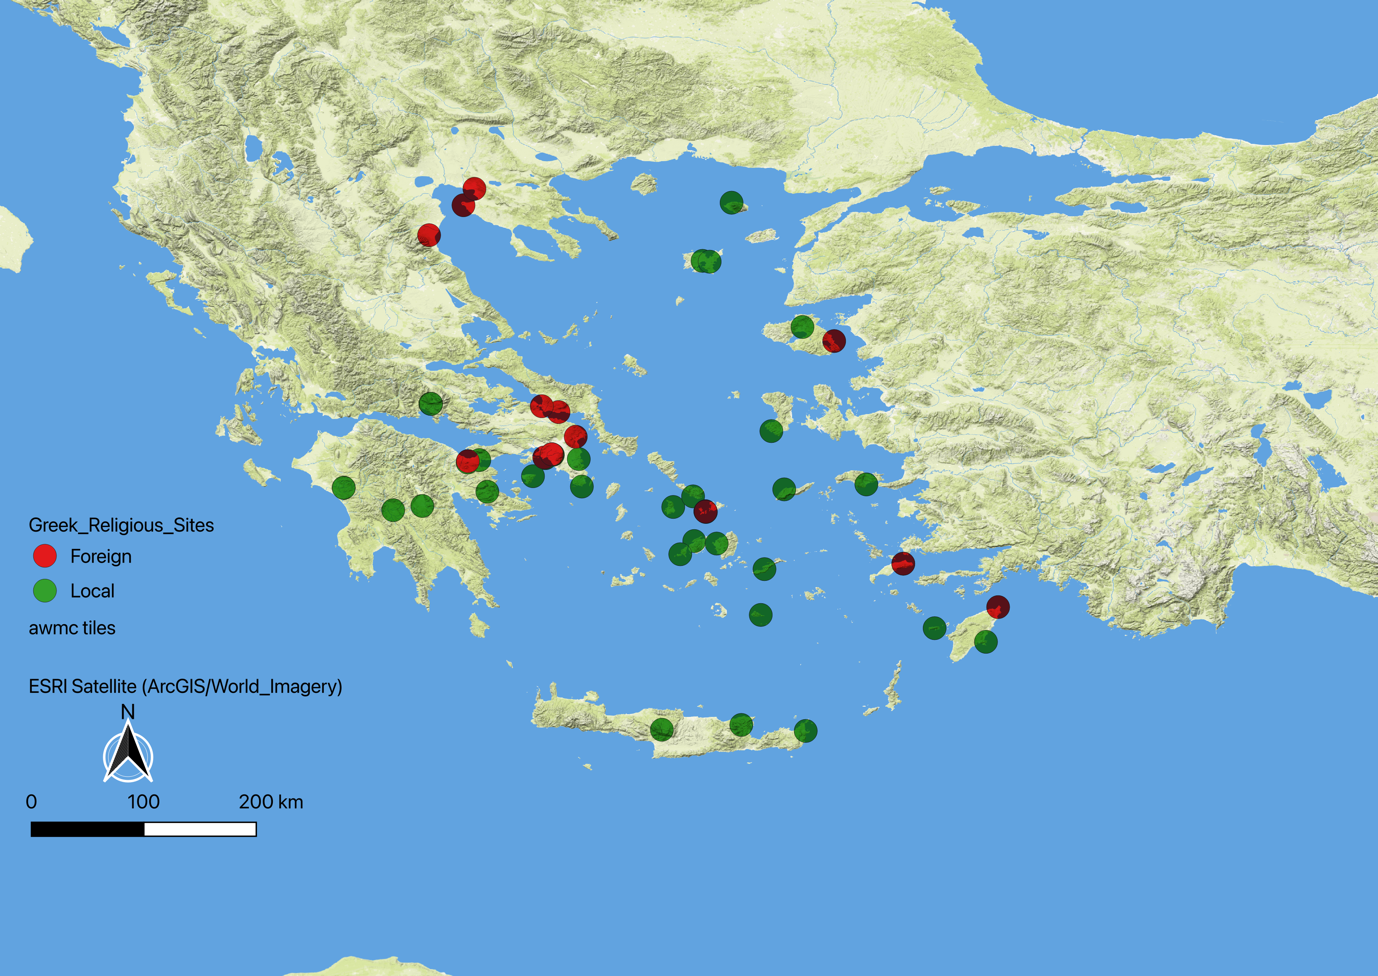 Greek_Religious_Sites
Foreign
Local
awmc tiles
ESRI Satellite (ArcGIS/World_Imagery)
N
0 100 200 km